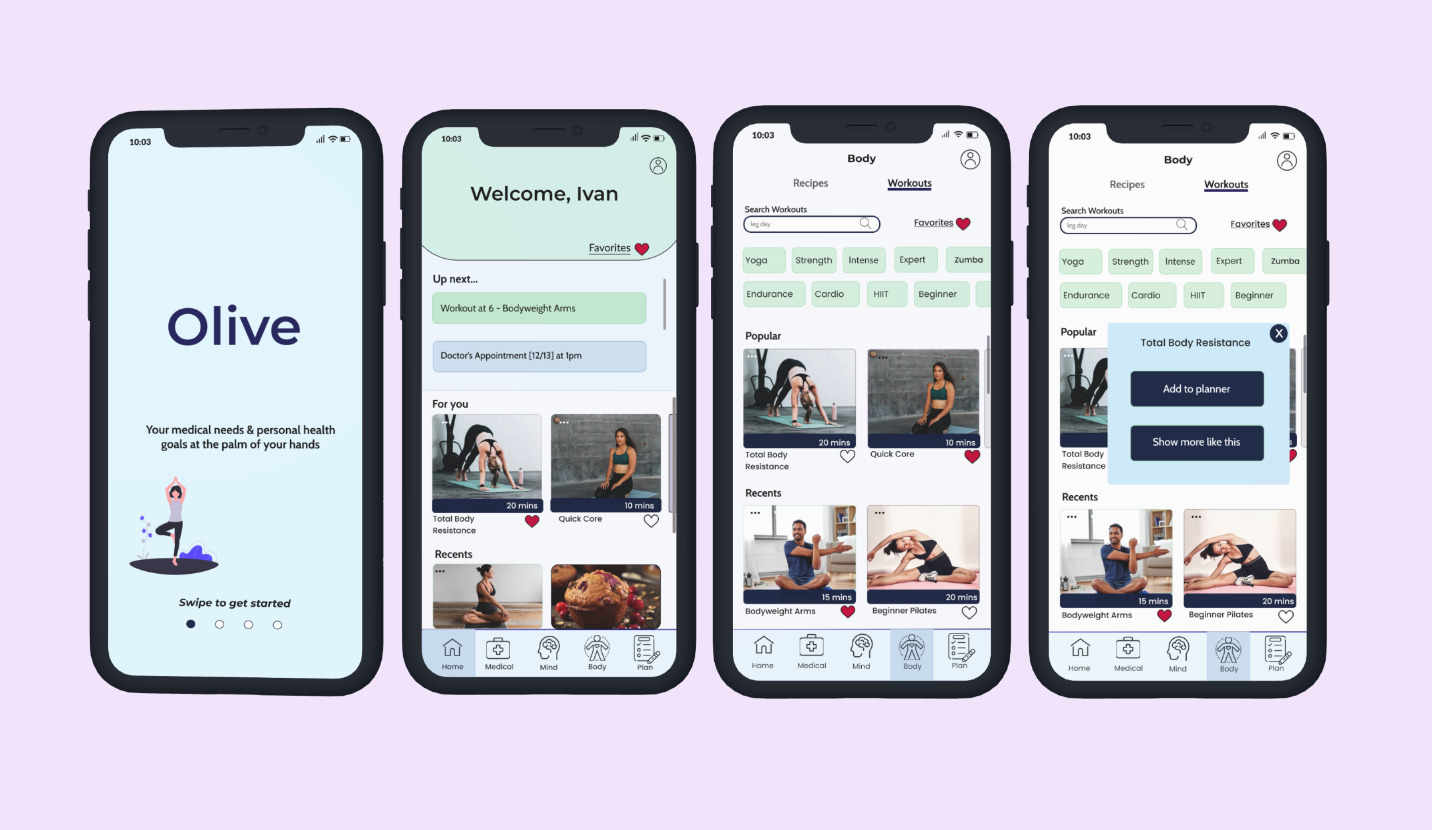 10:03
Olive
Your medical needs & personal health
goals at the palm of your hands
Swipe to get started
10:03
Welcome, Ivan
Favorites
Up next...
Workout at 6 - Bodyweight Arms
Doctor's Appointment [12/13] at 1pm
For you
20 mins
10 mins
Total Body
Resistance
Quick Core
Recents
Home
Medical
Mind
Body
Plan
10:03
Body
Recipes
Workouts
Search Workouts
leg day
Favorites
Yoga
Strength
Intense
Expert
Zumba
Endurance
Cardio
HIIT
Beginner
Popular
20 mins
10 mins
Total Body
Resistance
Quick Core
Recents
15 mins
20 mins
Bodyweight Arms
Beginner Pilates
Home
Medical
Mind
Body
Plan
10:03
Body
Recipes
Workouts
Search Workouts
leg day
Favorites
Yoga
Strength
Intense
Expert
Zumba
Endurance
Cardio
HIIT
Beginner
Popular
X
Total Body Resistance
Add to planner
Show more like this
Total Body
Resistance
Recents
15 mins
20 mins
Bodyweight Arms
Beginner Pilates
Home
Medical
Mind
Body
Plan